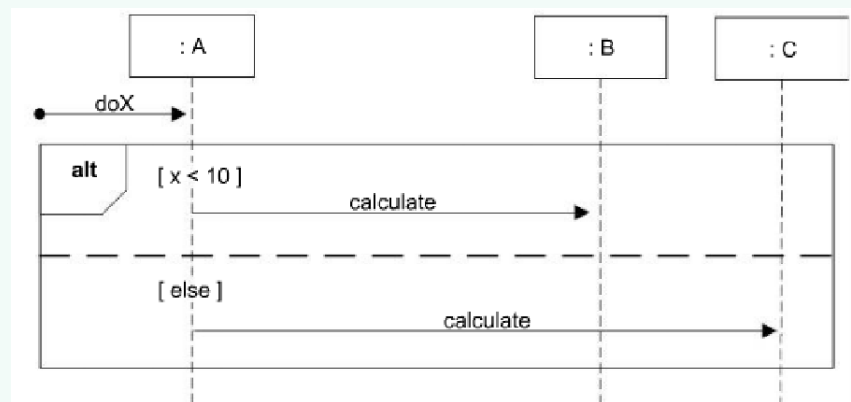 : A
: B
: C
doX
alt
[ x < 10 ]
calculate
[ else ]
calculate